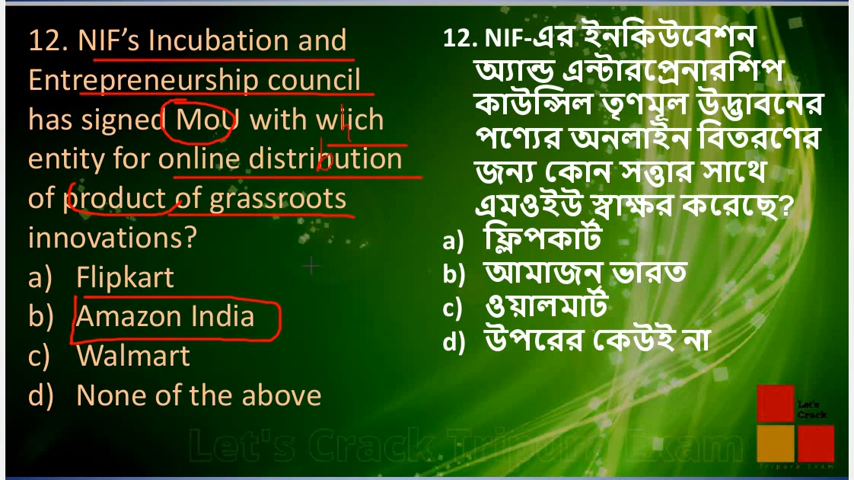 12. NIF's Incubation and
Entrepreneurship council
has signed MoU with which
entity for online distribution
of product of grassroots
innovations?
a) Flipkart
b) Amazon India
c) Walmart
d) None of the above
12. NIF-এর ইনকিউবেশন
অ্যান্ড এন্টারপ্রেনারশিপ
কাউন্সিল তৃণমূল উদ্ভাবনের
পণ্যের অনলাইন বিতরণের
জন্য কোন সত্তার সাথে
এমওইউ স্বাক্ষর করেছে?
a) ফ্লিপকার্ট
b) আমাজন ভারত
c) ওয়ালমার্ট
d) উপরের কেউই না
Let's
Crack
Tripura Exam
Let's Crack Tripura Exam